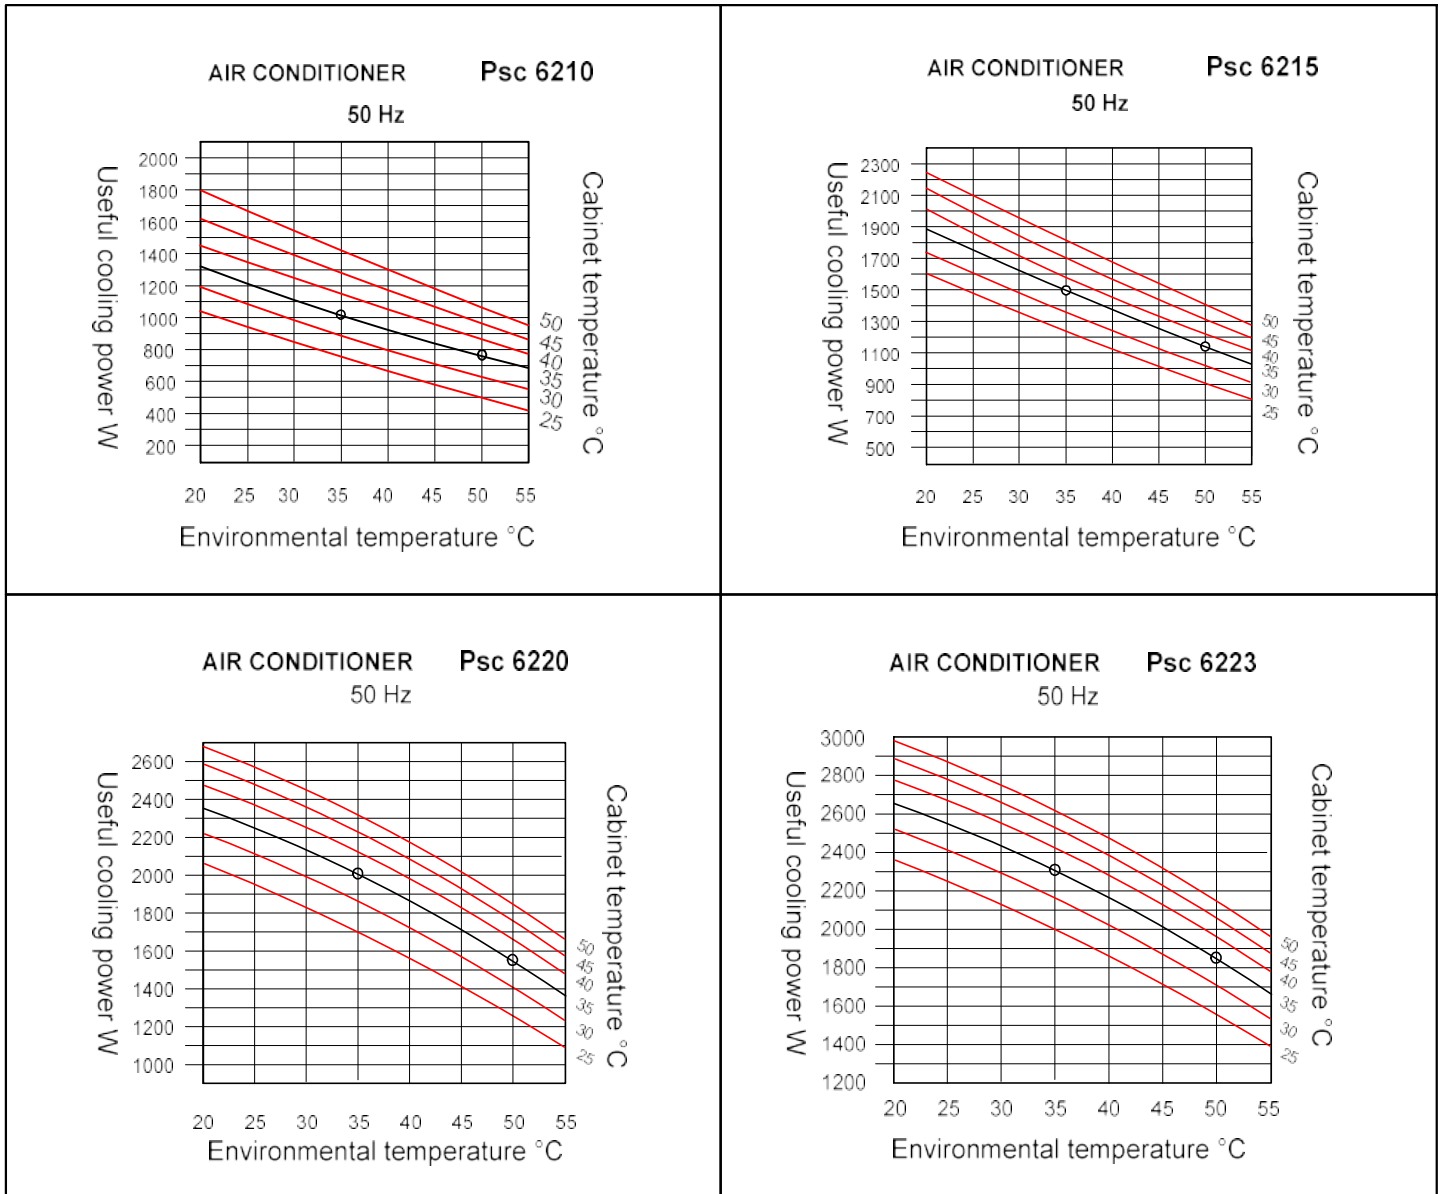 AIR CONDITIONER Psc 6210
50 Hz
Useful cooling power W
2000
1800
1600
1400
1200
1000
800
600
400
200
20 25 30 35 40 45 50 55
Environmental temperature °C
50
45
40
35
30
25
Cabinet temperature °C
AIR CONDITIONER Psc 6215
50 Hz
Useful cooling power W
2300
2100
1900
1700
1500
1300
1100
900
700
500
20 25 30 35 40 45 50 55
Environmental temperature °C
50
45
40
35
30
25
Cabinet temperature °C
AIR CONDITIONER Psc 6220
50 Hz
Useful cooling power W
2600
2400
2200
2000
1800
1600
1400
1200
1000
20 25 30 35 40 45 50 55
Environmental temperature °C
50
45
40
35
30
25
Cabinet temperature °C
AIR CONDITIONER Psc 6223
50 Hz
Useful cooling power W
3000
2800
2600
2400
2200
2000
1800
1600
1400
1200
20 25 30 35 40 45 50 55
Environmental temperature °C
50
45
40
35
30
25
Cabinet temperature °C